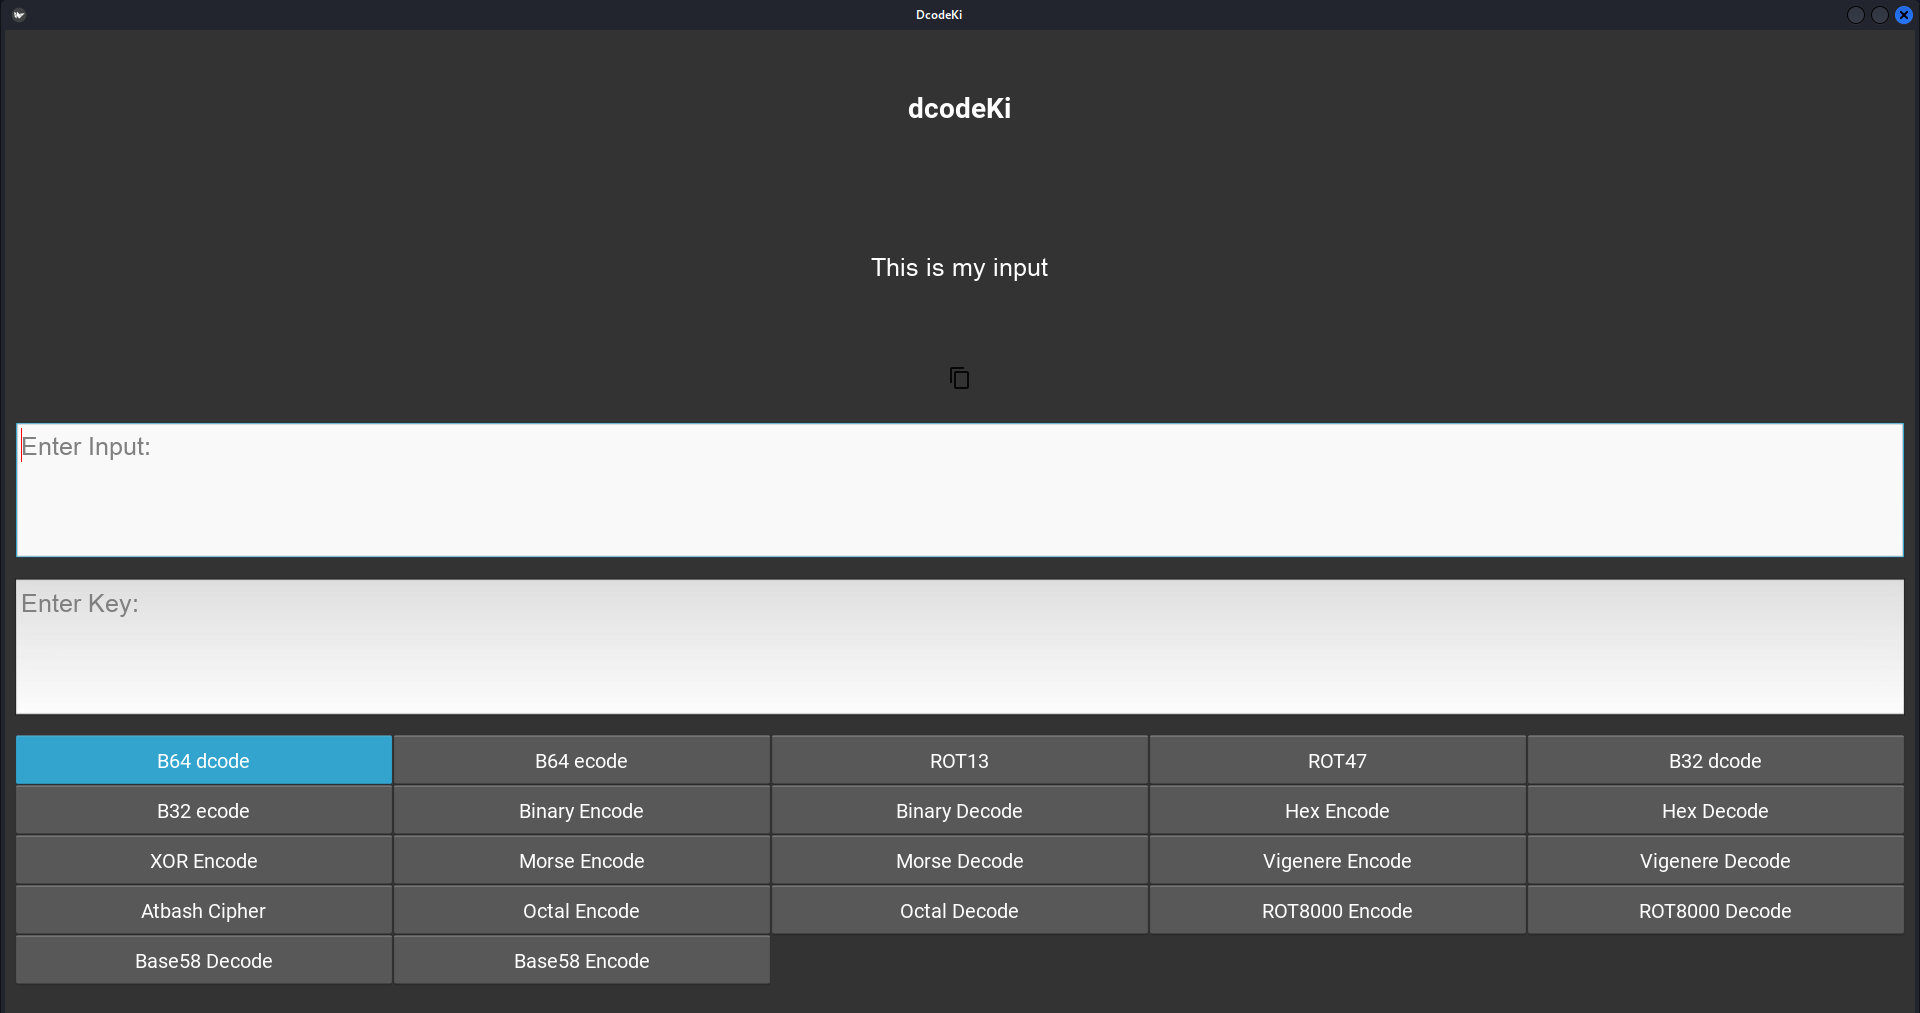 DcodeKi
dcodeKi
This is my input
Enter Input:
Enter Key:
B64 dcode B64 ecode ROT13 ROT47 B32 dcode
B32 ecode Binary Encode Binary Decode Hex Encode Hex Decode
XOR Encode Morse Encode Morse Decode Vigenere Encode Vigenere Decode
Atbash Cipher Octal Encode Octal Decode ROT8000 Encode ROT8000 Decode
Base58 Decode Base58 Encode